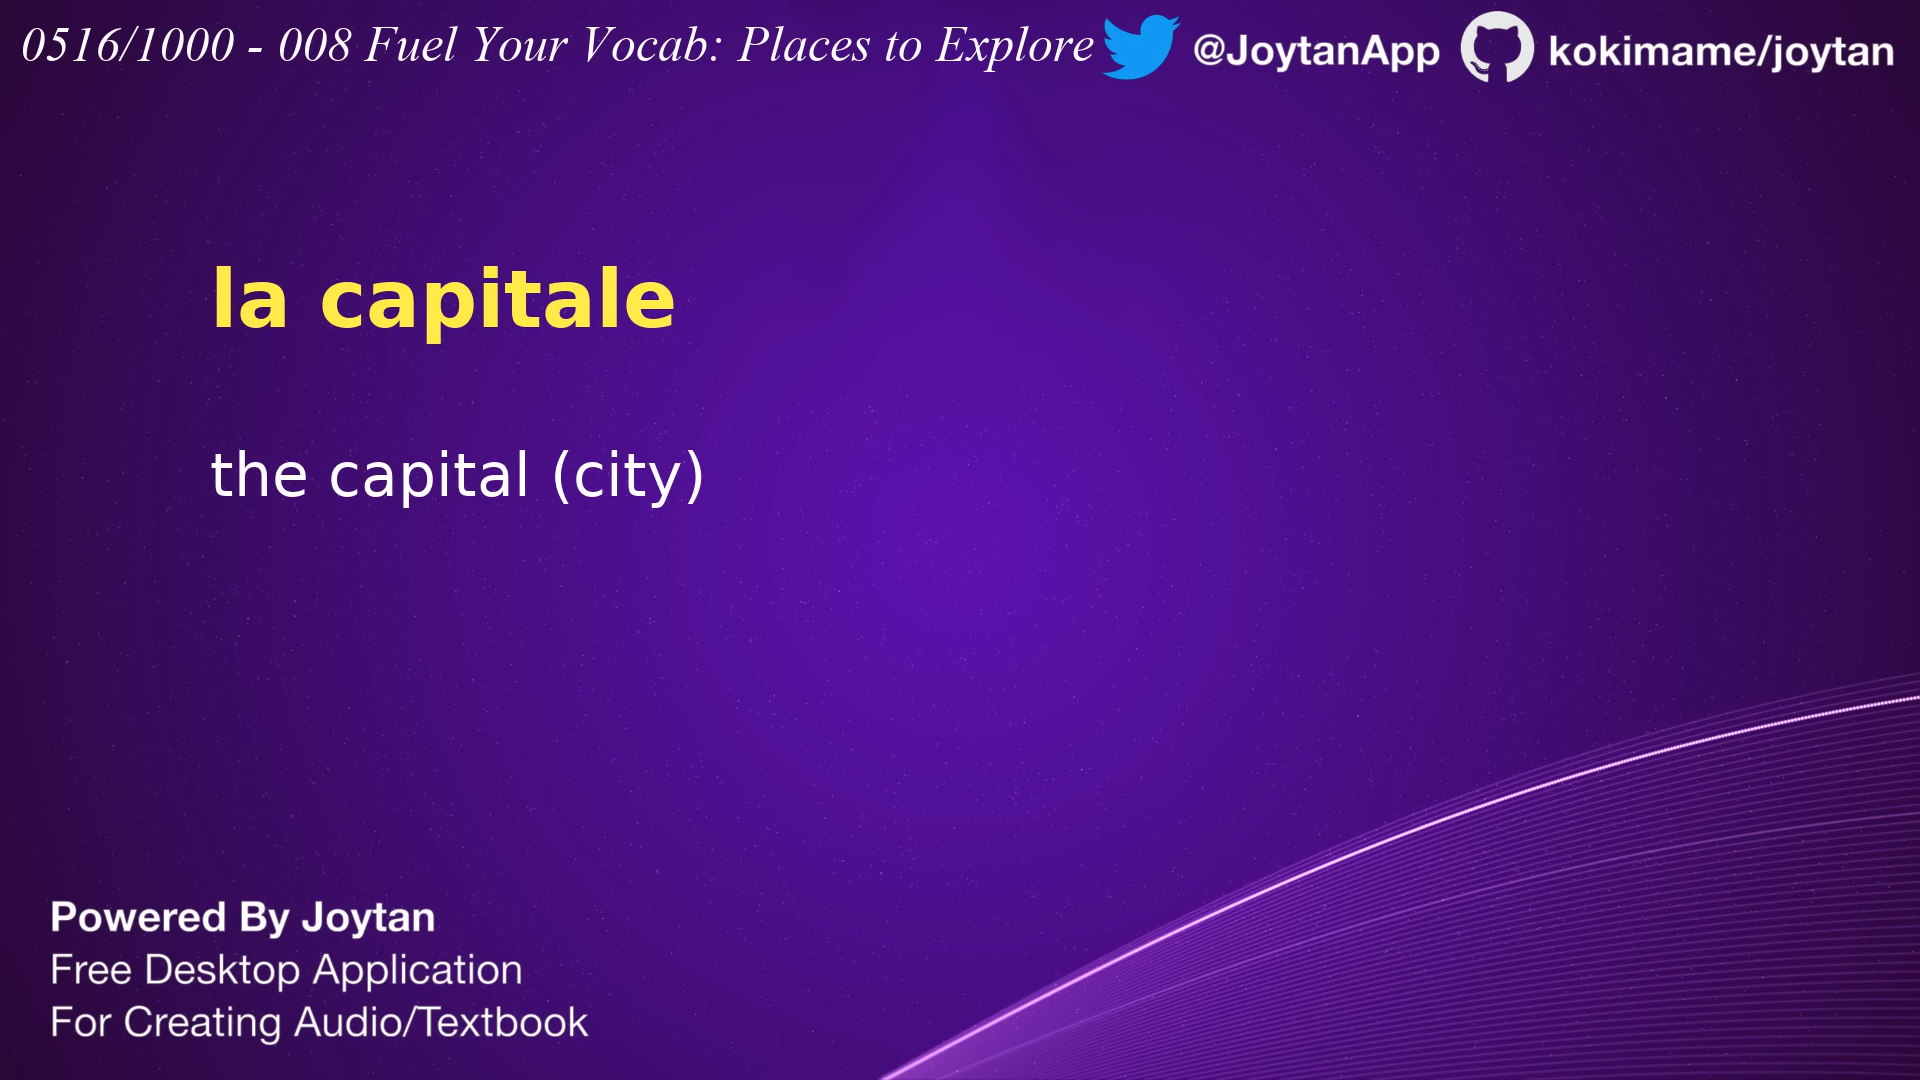 0516/1000 - 008 Fuel Your Vocab: Places to Explore @JoytanApp kokimame/joytan
la capitale
the capital (city)
Powered By Joytan
Free Desktop Application
For Creating Audio/Textbook